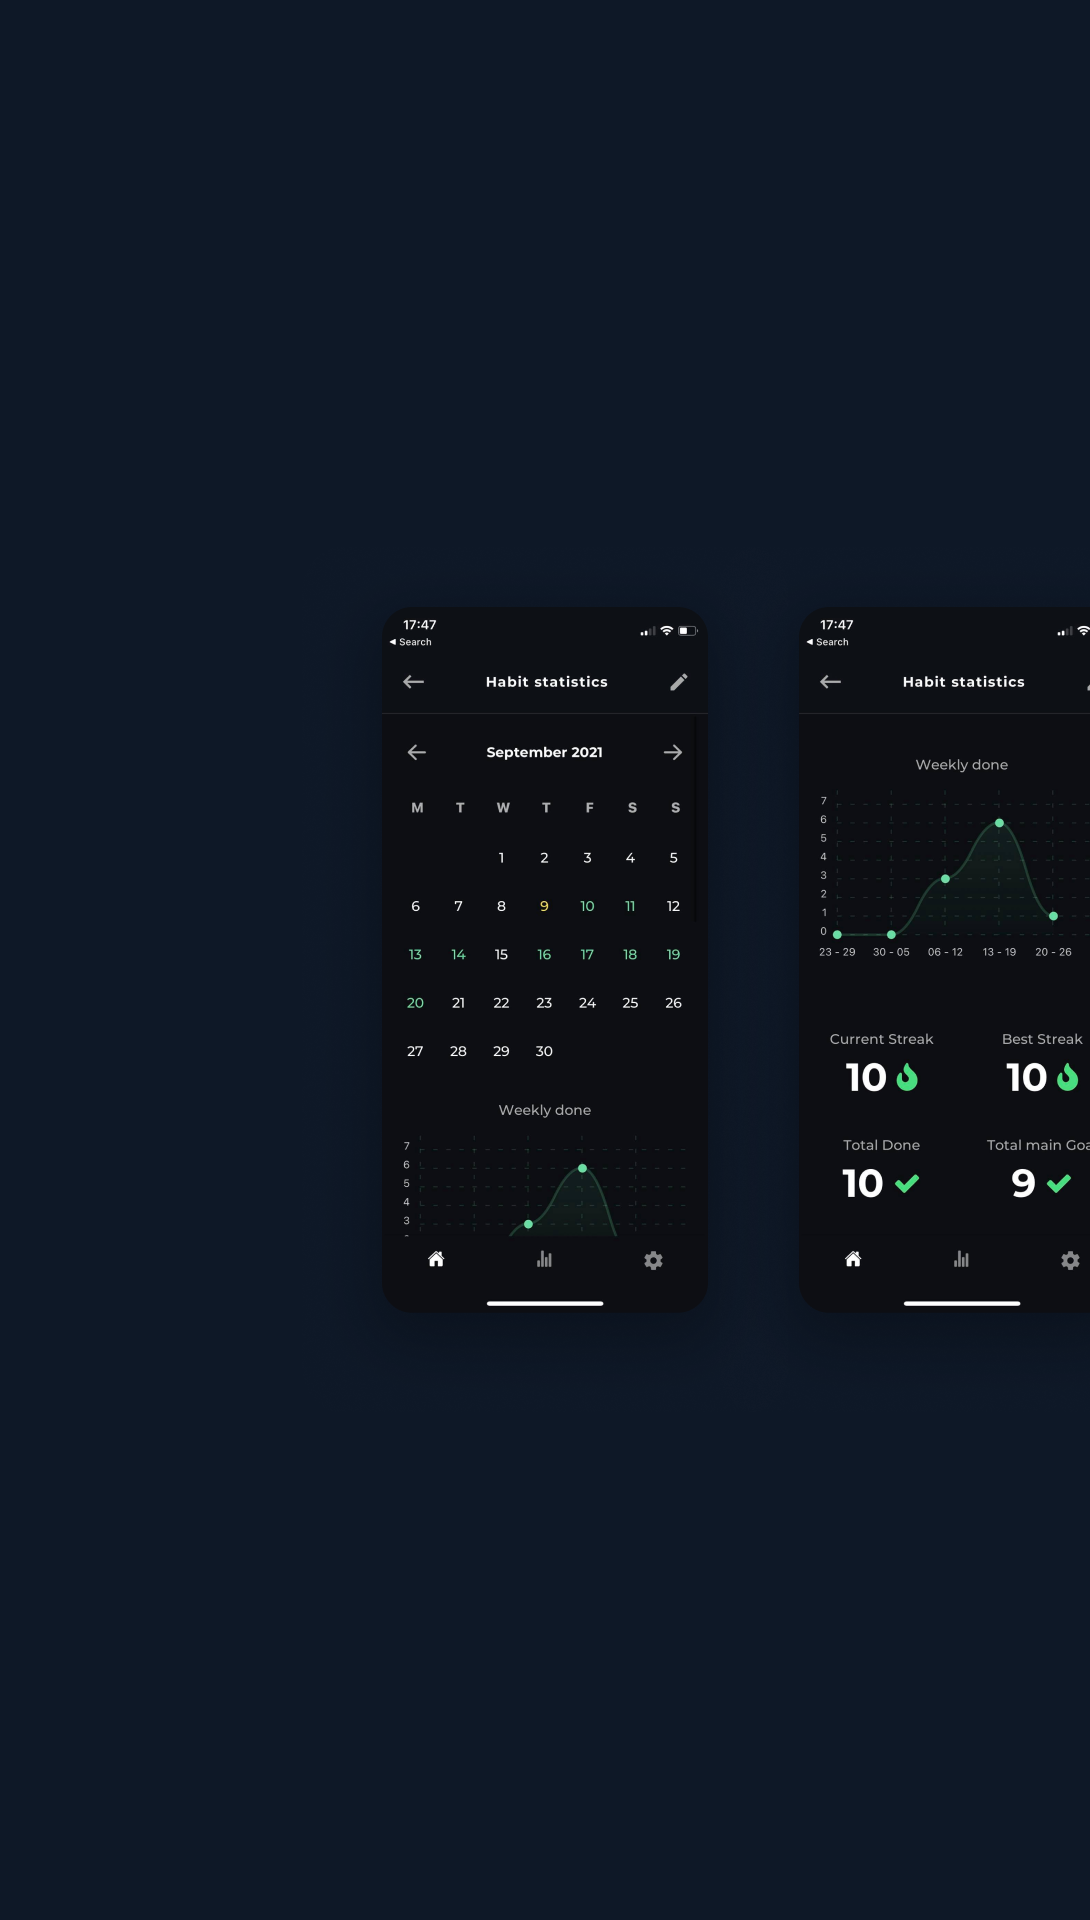 17:47
Search
Habit statistics
September 2021
M T W T F S S
1 2 3 4 5
6 7 8 9 10 11 12
13 14 15 16 17 18 19
20 21 22 23 24 25 26
27 28 29 30
Weekly done
7
6
5
4
3
17:47
Search
Habit statistics
Weekly done
7
6
5
4
3
2
1
0
23 - 29 30 - 05 06 - 12 13 - 19 20 - 26
Current Streak Best Streak
10 10
Total Done Total main Goa
10 9